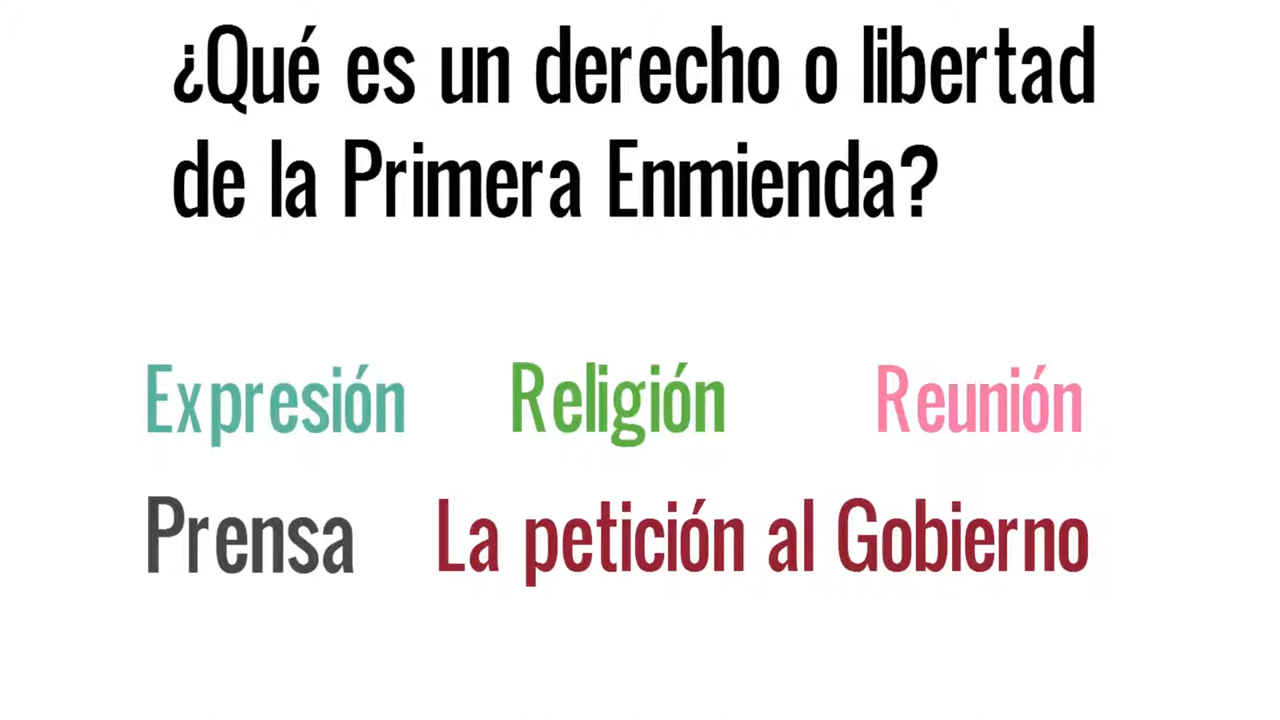 ¿Qué es un derecho o libertad
de la Primera Enmienda?
Expresión Religión Reunión
Prensa La petición al Gobierno